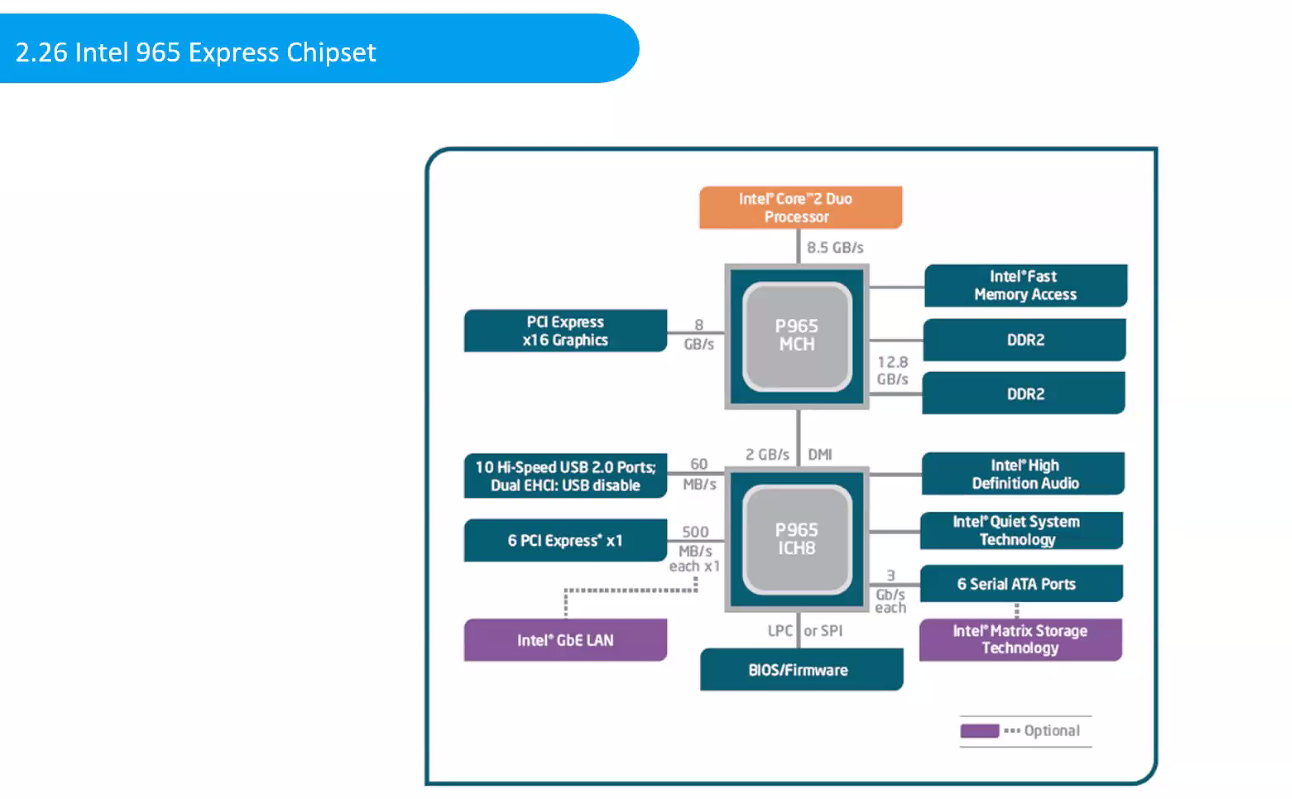 2.26 Intel 965 Express Chipset
Intel® Core™2 Duo
Processor
8.5 GB/s
Intel® Fast
Memory Access
PCI Express
x16 Graphics
8
GB/s
P965
MCH
DDR2
12.8
GB/s
DDR2
2 GB/s
DMI
10 Hi-Speed USB 2.0 Ports;
Dual EHCI: USB disable
60
MB/s
Intel® High
Definition Audio
6 PCI Express* x1
500
MB/s
each x1
P965
ICH8
Intel® Quiet System
Technology
3
Gb/s
each
6 Serial ATA Ports
Intel® GbE LAN
LPC or SPI
Intel® Matrix Storage
Technology
BIOS/Firmware
Optional